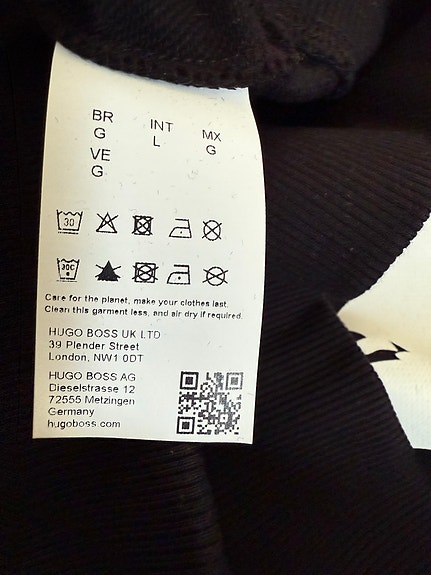 BR INT MX
G L G
VE
G
30
30C
Care for the planet, make your clothes last.
Clean this garment less, and air dry if required.
HUGO BOSS UK LTD
39 Plender Street
London, NW1 0DT
HUGO BOSS AG
Dieselstrasse 12
72555 Metzingen
Germany
hugoboss.com